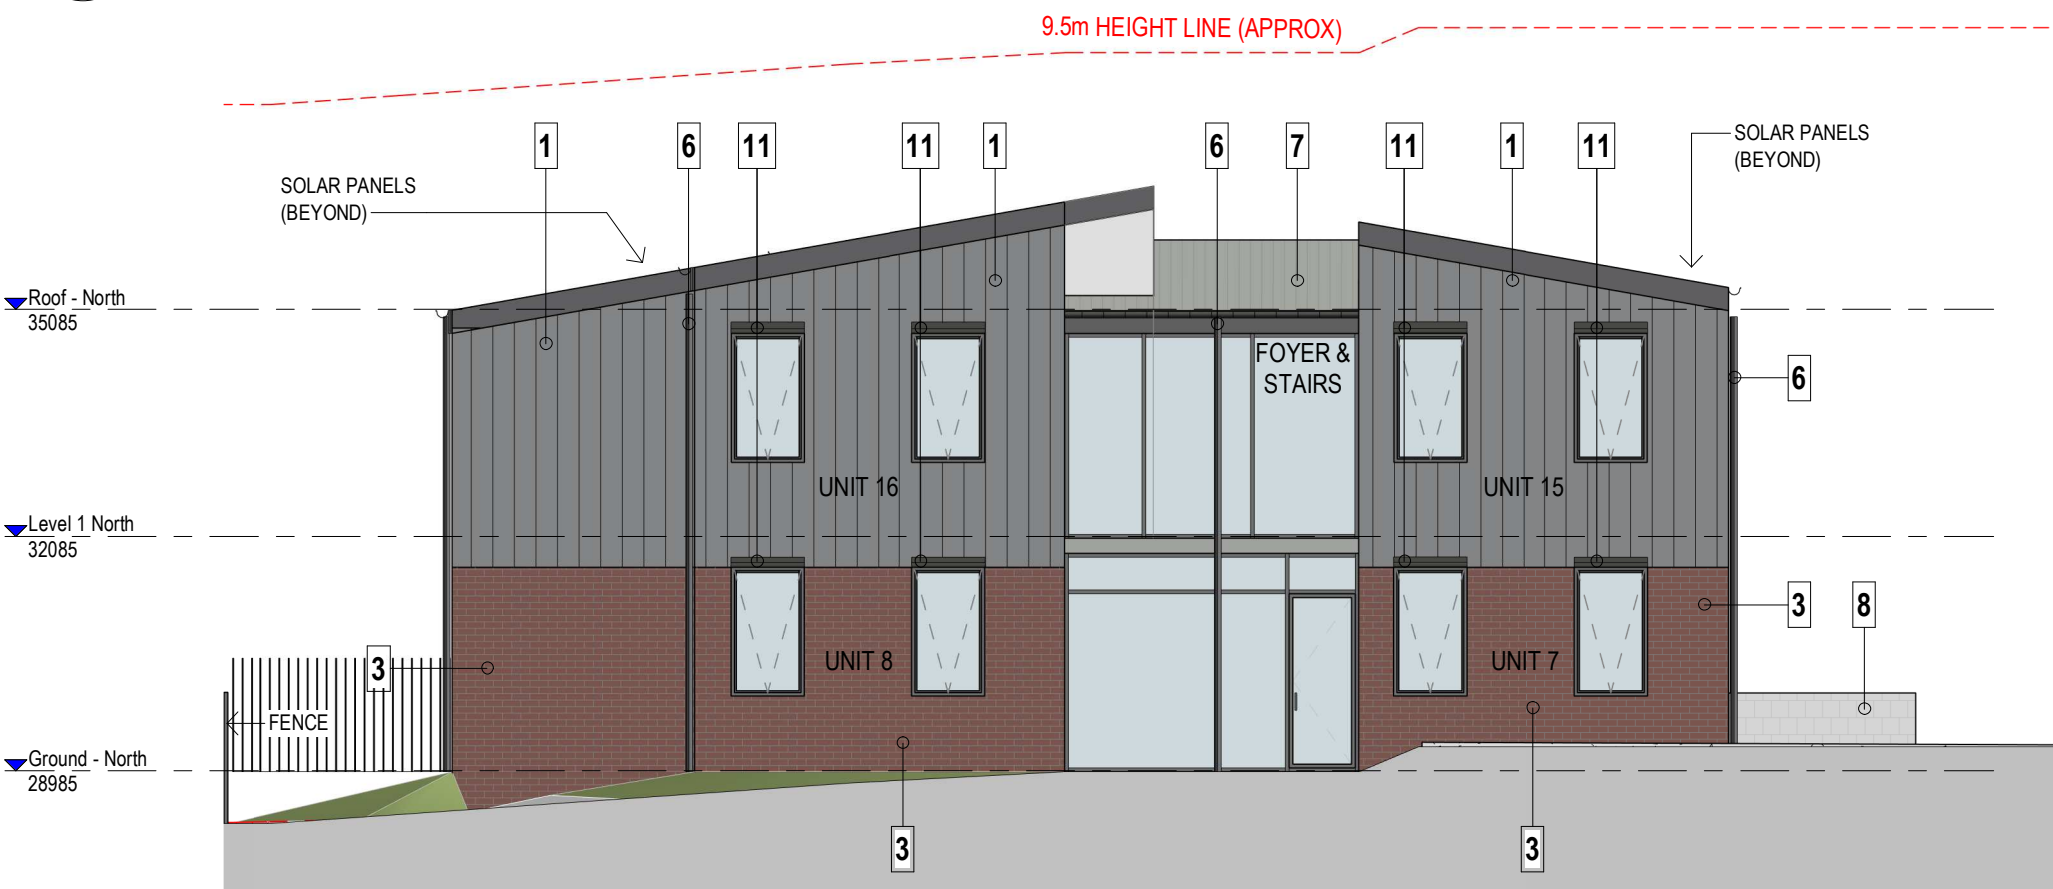 9.5m HEIGHT LINE (APPROX)
1
6
11
11
1
6
7
11
1
11
SOLAR PANELS
(BEYOND)
SOLAR PANELS
(BEYOND)
Roof - North
35085
FOYER &
STAIRS
6
UNIT 16
UNIT 15
Level 1 North
32085
3
8
3
UNIT 8
UNIT 7
FENCE
Ground - North
28985
3
3